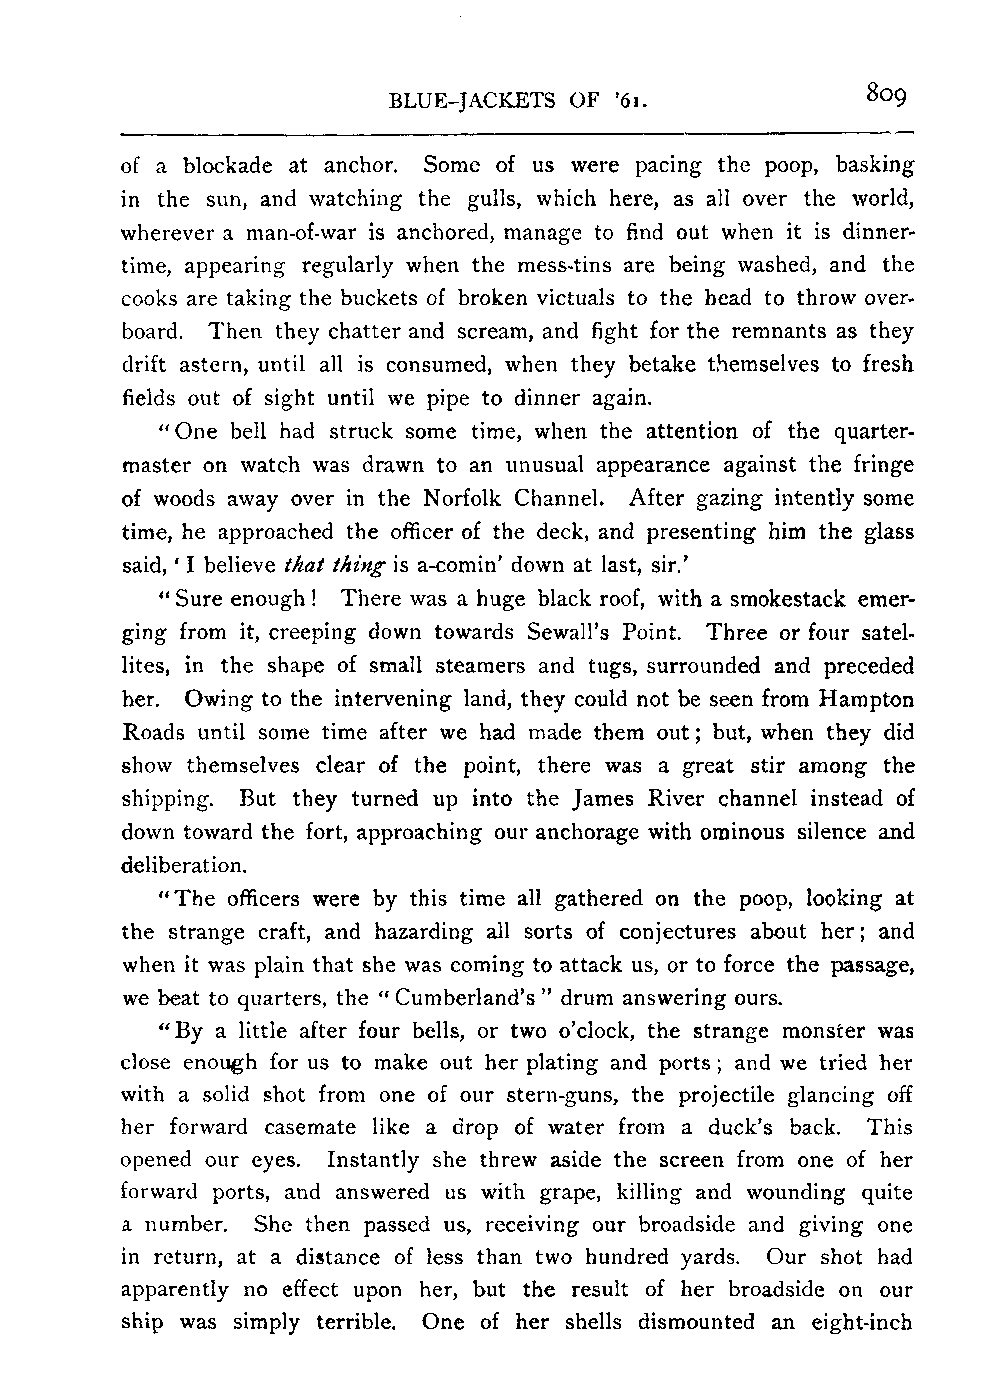 BLUE-JACKETS OF '61. 809
of a blockade at anchor. Some of us were pacing the poop, basking
in the sun, and watching the gulls, which here, as all over the world,
wherever a man-of-war is anchored, manage to find out when it is dinner-
time, appearing regularly when the mess-tins are being washed, and the
cooks are taking the buckets of broken victuals to the head to throw over-
board. Then they chatter and scream, and fight for the remnants as they
drift astern, until all is consumed, when they betake themselves to fresh
fields out of sight until we pipe to dinner again.
"One bell had struck some time, when the attention of the quarter-
master on watch was drawn to an unusual appearance against the fringe
of woods away over in the Norfolk Channel. After gazing intently some
time, he approached the officer of the deck, and presenting him the glass
said, 'I believe that thing is a-comin' down at last, sir.'
"Sure enough! There was a huge black roof, with a smokestack emer-
ging from it, creeping down towards Sewall's Point. Three or four satel-
lites, in the shape of small steamers and tugs, surrounded and preceded
her. Owing to the intervening land, they could not be seen from Hampton
Roads until some time after we had made them out; but, when they did
show themselves clear of the point, there was a great stir among the
shipping. But they turned up into the James River channel instead of
down toward the fort, approaching our anchorage with ominous silence and
deliberation.
"The officers were by this time all gathered on the poop, looking at
the strange craft, and hazarding all sorts of conjectures about her; and
when it was plain that she was coming to attack us, or to force the passage,
we beat to quarters, the "Cumberland's" drum answering ours.
"By a little after four bells, or two o'clock, the strange monster was
close enough for us to make out her plating and ports; and we tried her
with a solid shot from one of our stern-guns, the projectile glancing off
her forward casemate like a drop of water from a duck's back. This
opened our eyes. Instantly she threw aside the screen from one of her
forward ports, and answered us with grape, killing and wounding quite
a number. She then passed us, receiving our broadside and giving one
in return, at a distance of less than two hundred yards. Our shot had
apparently no effect upon her, but the result of her broadside on our
ship was simply terrible. One of her shells dismounted an eight-inch